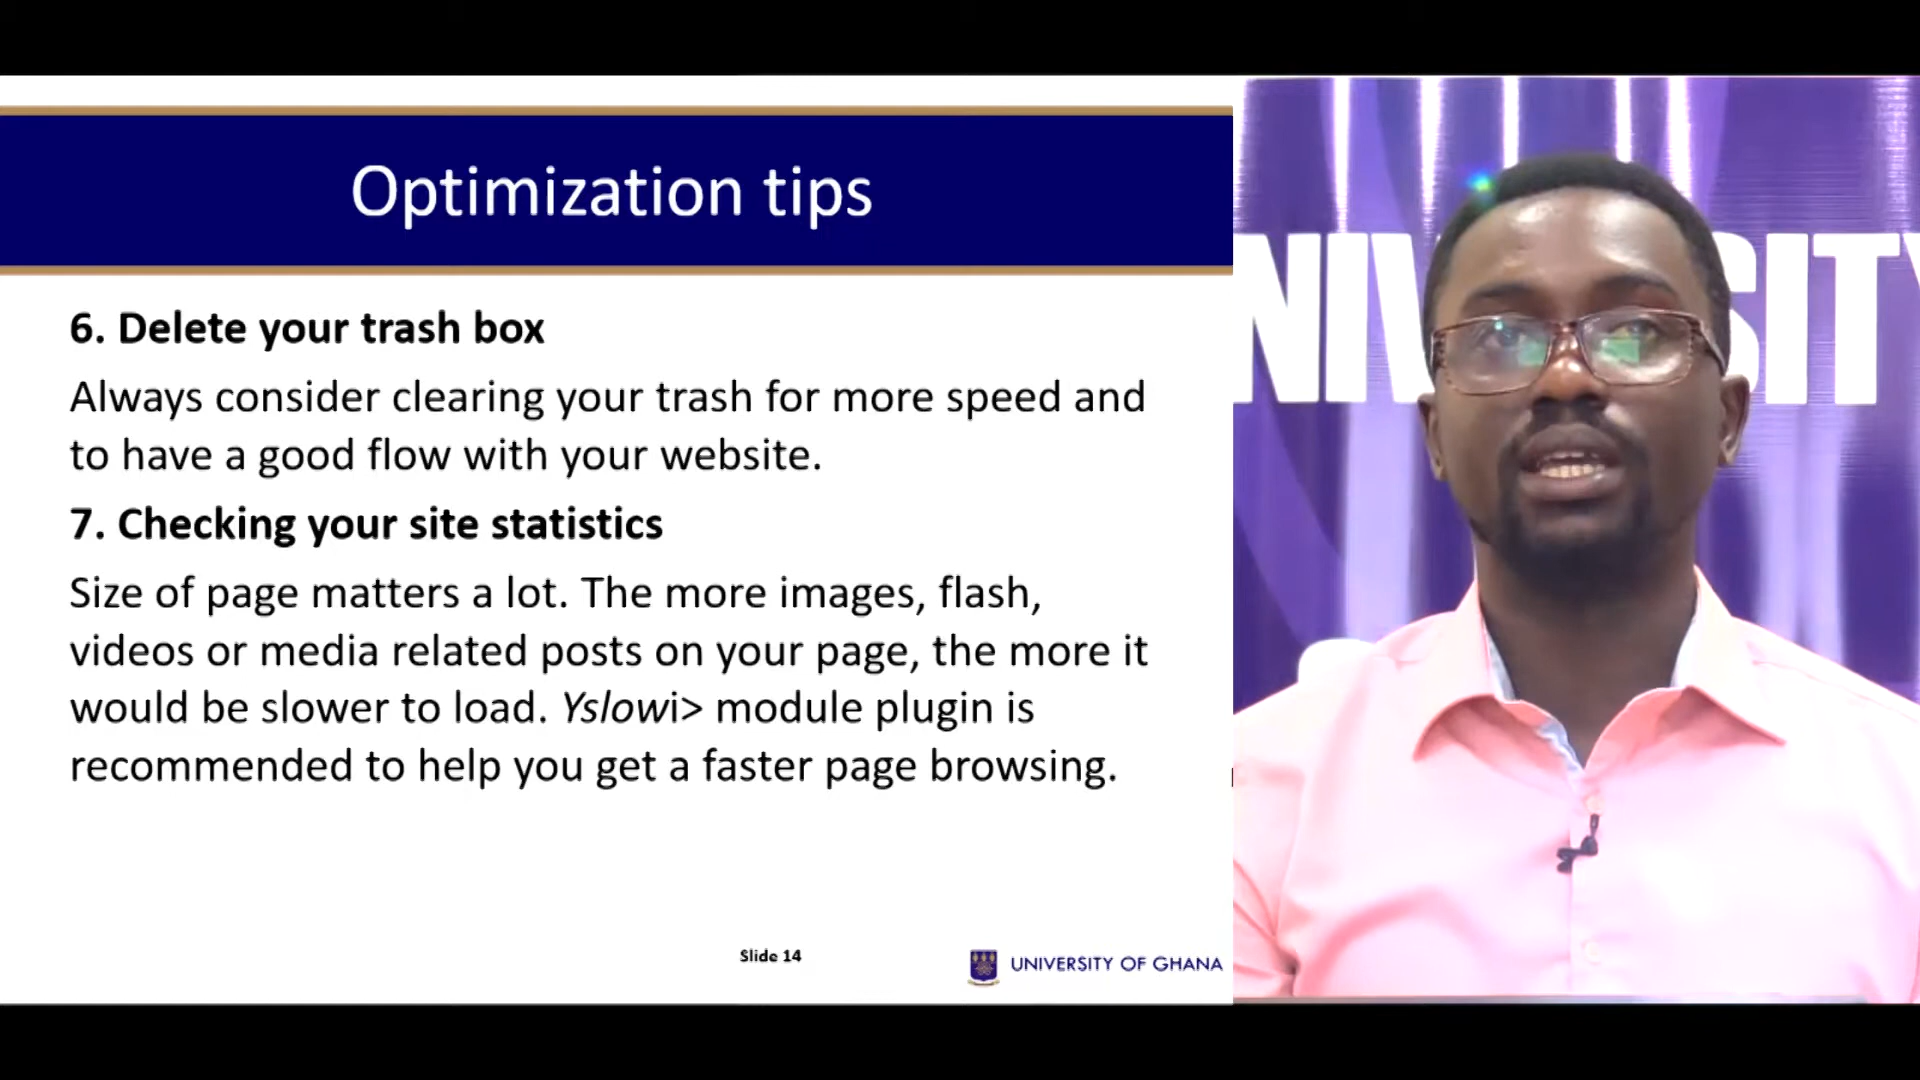 Optimization tips
6. Delete your trash box
Always consider clearing your trash for more speed and
to have a good flow with your website.
7. Checking your site statistics
Size of page matters a lot. The more images, flash,
videos or media related posts on your page, the more it
would be slower to load. Yslowi> module plugin is
recommended to help you get a faster page browsing.
Slide 14
UNIVERSITY OF GHANA
NIV SITY